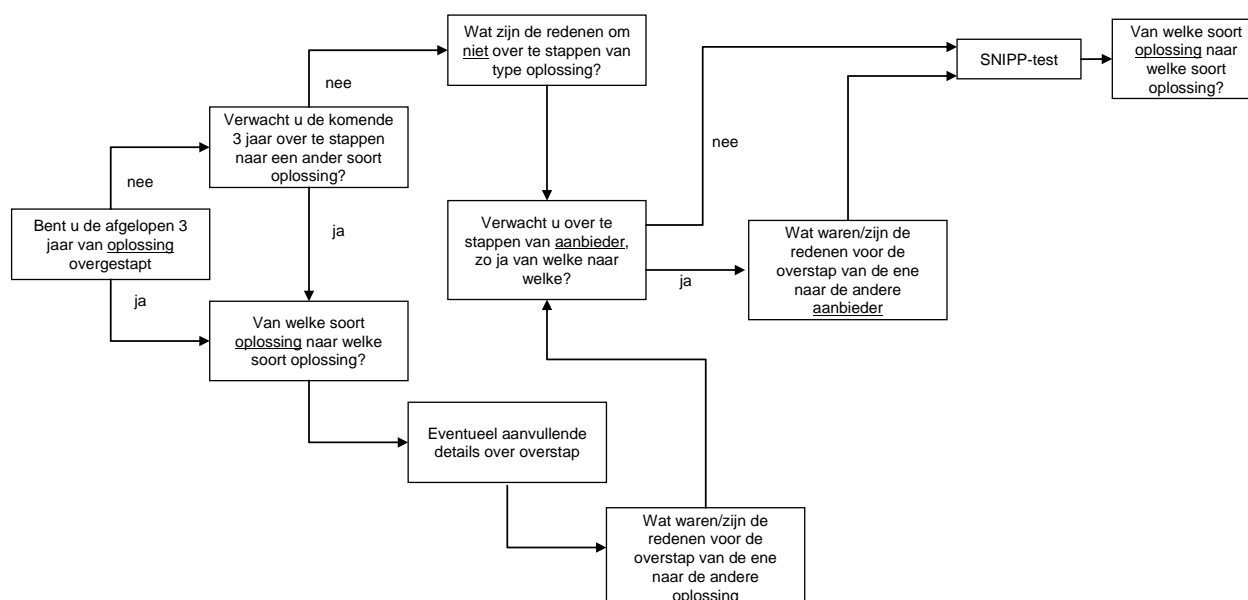 Wat zijn de redenen om
niet over te stappen van
type oplossing?
SNIPP-test
Van welke soort
oplossing naar
welke soort
oplossing?
nee
Verwacht u de komende
3 jaar over te stappen
naar een ander soort
oplossing?
nee
nee
Bent u de afgelopen 3
jaar van oplossing
overgestapt
ja
Verwacht u over te
stappen van aanbieder,
zo ja van welke naar
welke?
ja
Wat waren/zijn de
redenen voor de
overstap van de ene
naar de andere
aanbieder
ja
Van welke soort
oplossing naar welke
soort oplossing?
Eventueel aanvullende
details over overstap
Wat waren/zijn de
redenen voor de
overstap van de ene
naar de andere
oplossing